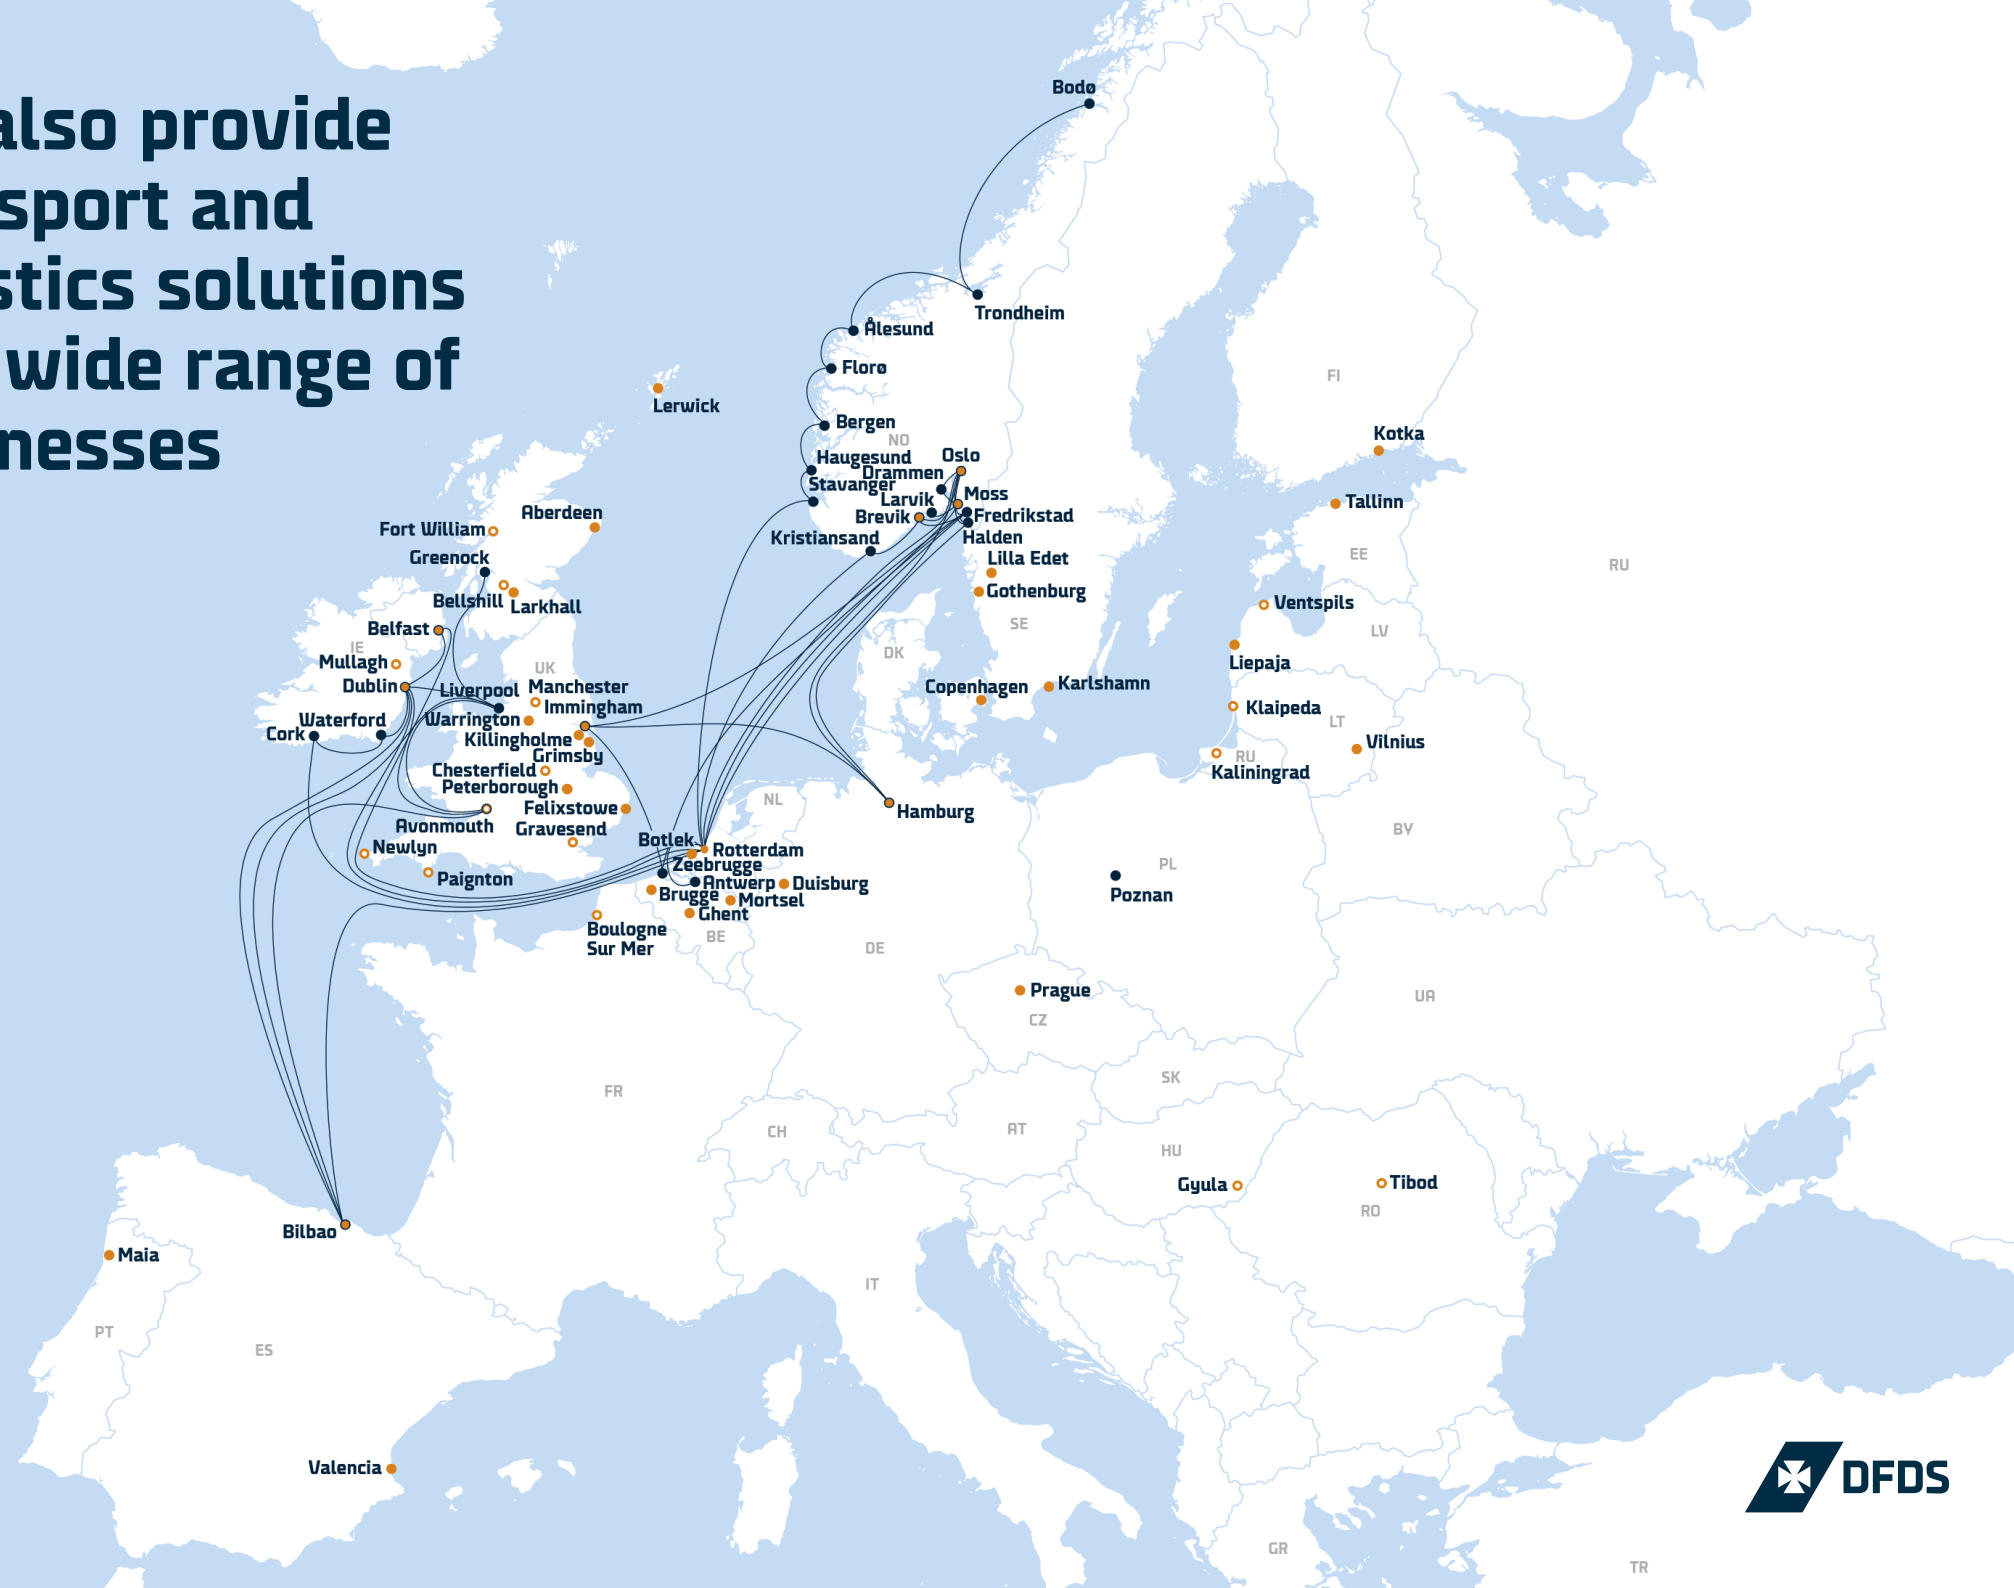 also provide
sport and
stics solutions
wide range of
nesses
Bodø
Trondheim
Ålesund
Florø
Lerwick
Bergen
NO
Haugesund
Oslo
Drammen
Stavanger
Larvik
Moss
Brevik
Fredrikstad
Kristiansand
Halden
Lilla Edet
Gothenburg
FI
Kotka
Tallinn
EE
RU
Ventspils
LV
Liepaja
SE
DK
Copenhagen
Karlshamn
Klaipeda
LT
Vilnius
RU
Kaliningrad
Aberdeen
Fort William
Greenock
Bellshill
Larkhall
Belfast
IE
Mullagh
UK
Dublin
Liverpool
Manchester
Immingham
Waterford
Warrington
Cork
Killingholme
Grimsby
Chesterfield
Peterborough
Felixstowe
Avonmouth
Gravesend
Newlyn
Paignton
NL
Hamburg
Botlek
Rotterdam
Zeebrugge
Antwerp
Duisburg
Brugge
Mortsel
Ghent
Boulogne
Sur Mer
BE
DE
BY
PL
Poznan
Prague
CZ
UA
FR
SK
CH
AT
HU
Gyula
Tibod
RO
Bilbao
Maia
PT
ES
IT
Valencia
GR
TR
DFDS